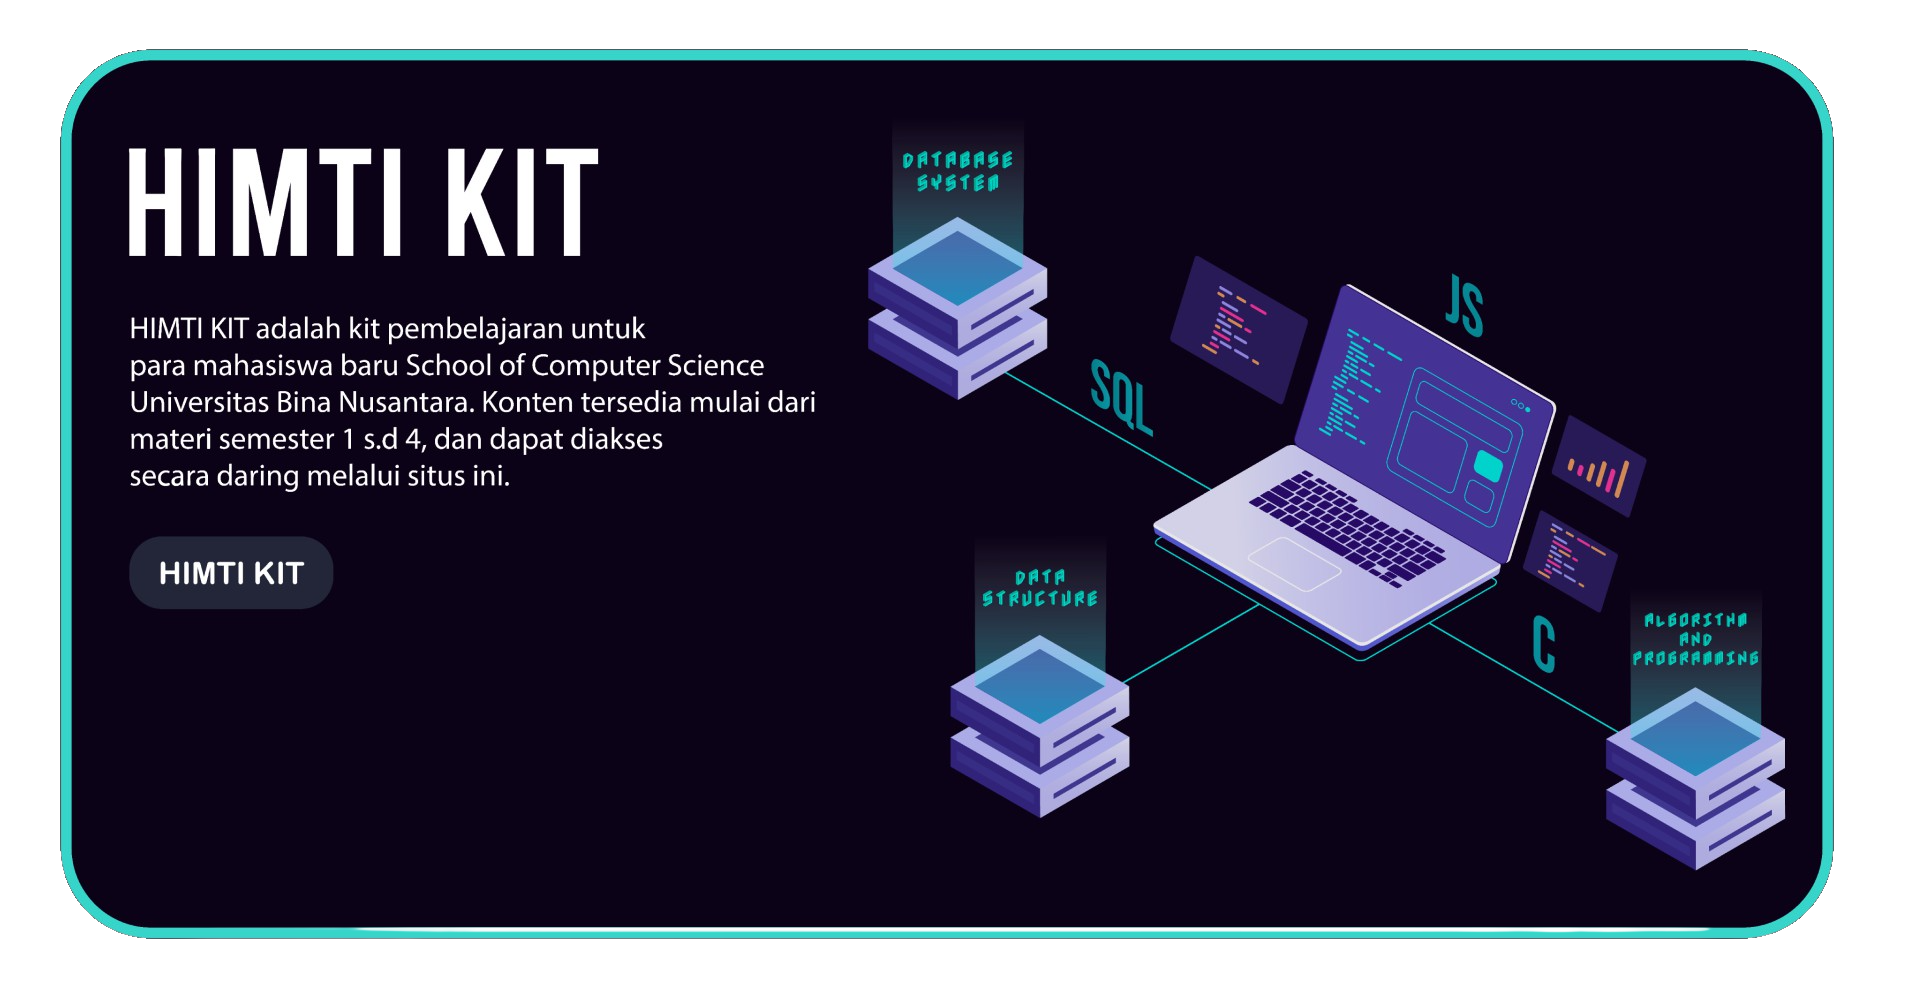 HIMTI KIT
HIMTI KIT adalah kit pembelajaran untuk
para mahasiswa baru School of Computer Science
Universitas Bina Nusantara. Konten tersedia mulai dari
materi semester 1 s.d 4, dan dapat diakses
secara daring melalui situs ini.
HIMTI KIT
DATABASE
SYSTEM
SQL
JS
DATA
STRUCTURE
C
ALGORITHM
AND
PROGRAMMING